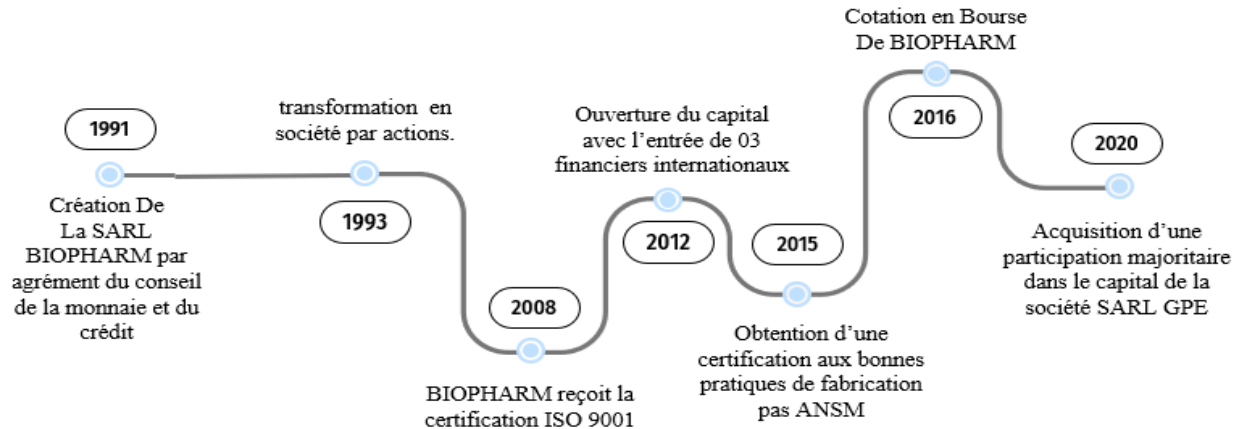 1991
Création De
La SARL
BIOPHARM par
agrément du conseil
de la monnaie et du
crédit
transformation en
société par actions.
1993
2008
BIOPHARM reçoit la
certification ISO 9001
Ouverture du capital
avec l’entrée de 03
financiers internationaux
2012
2015
Obtention d’une
certification aux bonnes
pratiques de fabrication
pas ANSM
Cotation en Bourse
De BIOPHARM
2016
2020
Acquisition d’une
participation majoritaire
dans le capital de la
société SARL GPE